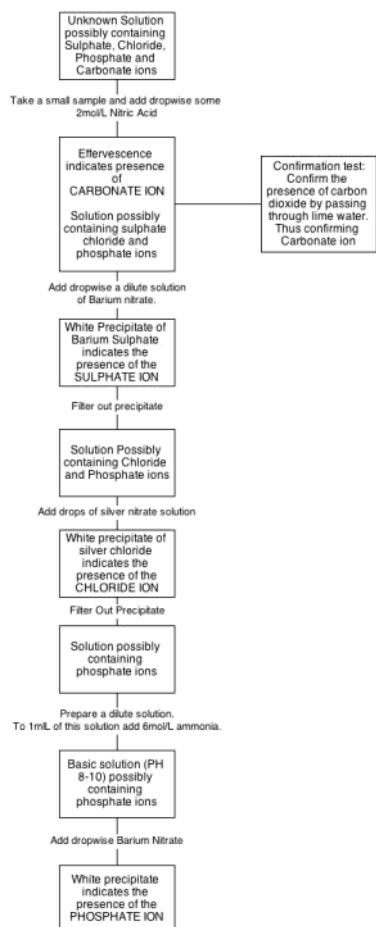 Unknown Solution
possibly containing
Sulphate, Chloride,
Phosphate and
Carbonate ions
Take a small sample and add dropwise some
2mol/L Nitric Acid
Effervescence
indicates presence
of
CARBONATE ION
Solution possibly
containing sulphate
chloride and
phosphate ions
Confirmation test:
Confirm the
presence of carbon
dioxide by passing
through lime water.
Thus confirming
Carbonate ion
Add dropwise a dilute solution
of Barium nitrate.
White Precipitate of
Barium Sulphate
indicates the
presence of the
SULPHATE ION
Filter out precipitate
Solution Possibly
containing Chloride
and Phosphate ions
Add drops of silver nitrate solution
White precipitate of
silver chloride
indicates the
presence of the
CHLORIDE ION
Filter Out Precipitate
Solution possibly
containing
phosphate ions
Prepare a dilute solution.
To 1mlL of this solution add 6mol/L ammonia.
Basic solution (PH
8-10) possibly
containing
phosphate ions
Add dropwise Barium Nitrate
White precipitate
indicates the
presence of the
PHOSPHATE ION